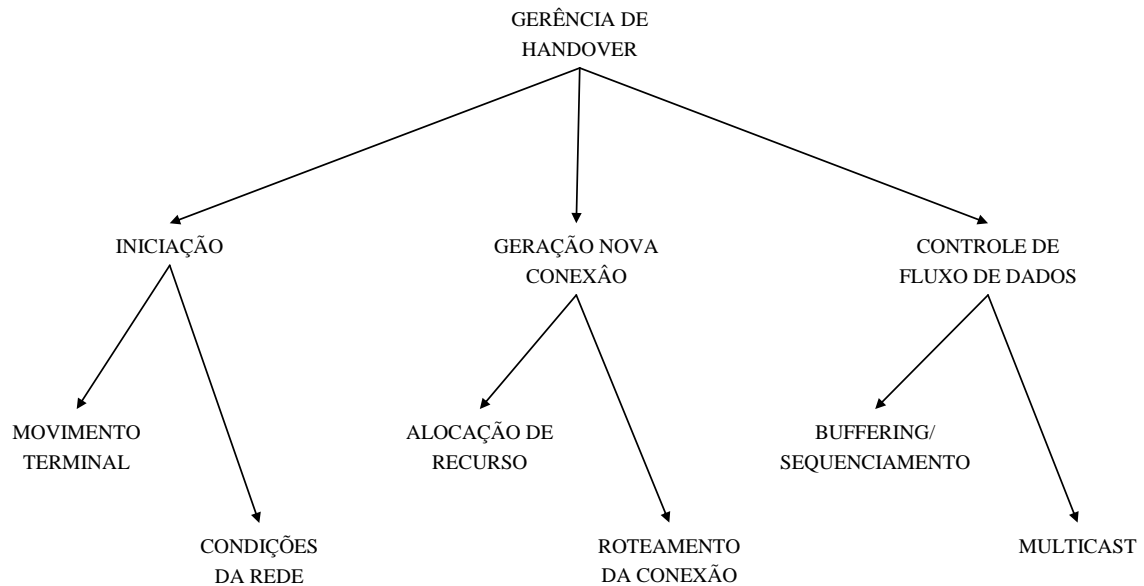 GERÊNCIA DE
HANDOVER
INICIAÇÃO
GERAÇÃO NOVA
CONEXÂO
CONTROLE DE
FLUXO DE DADOS
MOVIMENTO
TERMINAL
ALOCAÇÃO DE
RECURSO
BUFFERING/
SEQUENCIAMENTO
CONDIÇÕES
DA REDE
ROTEAMENTO
DA CONEXÃO
MULTICAST